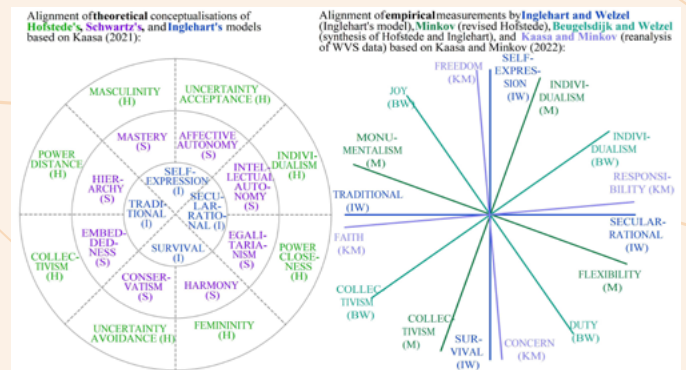 Alignment of theoretical conceptualisations of
Hofstede's, Schwartz's, and Inglehart's models
based on Kaasa (2021):
MASCULINITY
(H)
UNCERTAINTY
ACCEPTANCE (H)
POWER
DISTANCE
(H)
MASTERY
(S)
AFFECTIVE
AUTONOMY
(S)
INDIVI-
DUALISM
(H)
HIER-
ARCHY
(S)
SELF-
EXPRESSION
(I)
INTEL-
LECTUAL
AUTO-
NOMY
(S)
TRADI-
TIONAL
(I)
SECU-
LAR-
RATIO-
NAL (I)
COLLEC-
TIVISM
(H)
EMBED-
DED-
NESS
(S)
SURVIVAL
(I)
EGALI-
TARIA-
NISM
(S)
POWER
CLOSE-
NESS
(H)
CONSER-
VATISM
(S)
HARMONY
(S)
UNCERTAINTY
AVOIDANCE (H)
FEMININITY
(H)
Alignment of empirical measurements by Inglehart and Welzel
(Inglehart's model), Minkov (revised Hofstede), Beugelsdijk and Welzel
(synthesis of Hofstede and Inglehart), and Kaasa and Minkov (reanalysis
of WVS data) based on Kaasa and Minkov (2022):
FREEDOM
(KM)
SELF-
EXPRES-
SION
(IW)
INDIVI-
DUALISM
(M)
JOY
(BW)
INDIVI-
DUALISM
(BW)
MONU-
MENTALISM
(M)
RESPONSI-
BILITY (KM)
TRADITIONAL
(IW)
SECULAR-
RATIONAL
(IW)
FAITH
(KM)
FLEXIBILITY
(M)
COLLEC
TIVISM
(BW)
DUTY
(BW)
COLLEC-
TIVISM
(M)
SUR-
VIVAL
(IW)
CONCERN
(KM)